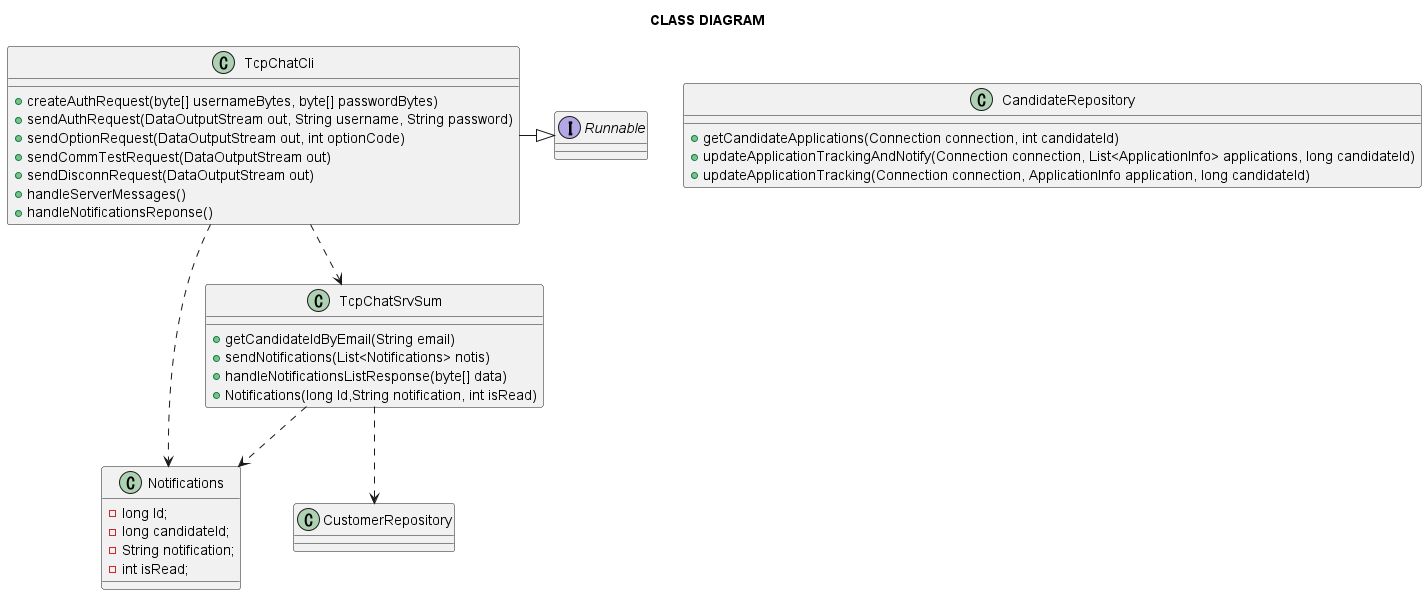 CLASS DIAGRAM
C TcpChatCli
createAuthRequest(byte[] usernameBytes, byte[] passwordBytes)
sendAuthRequest(DataOutputStream out, String username, String password)
sendOptionRequest(DataOutputStream out, int optionCode)
sendCommTestRequest(DataOutputStream out)
sendDisconnRequest(DataOutputStream out)
handleServerMessages()
handleNotificationsReponse()
I Runnable
C CandidateRepository
getCandidateApplications(Connection connection, int candidateId)
updateApplicationTrackingAndNotify(Connection connection, List<ApplicationInfo> applications, long candidateId)
updateApplicationTracking(Connection connection, ApplicationInfo application, long candidateId)
C TcpChatSrvSum
getCandidateIdByEmail(String email)
sendNotifications(List<Notifications> notis)
handleNotificationsListResponse(byte[] data)
Notifications(long Id,String notification, int isRead)
C Notifications
long Id;
long candidateId;
String notification;
int isRead;
C CustomerRepository